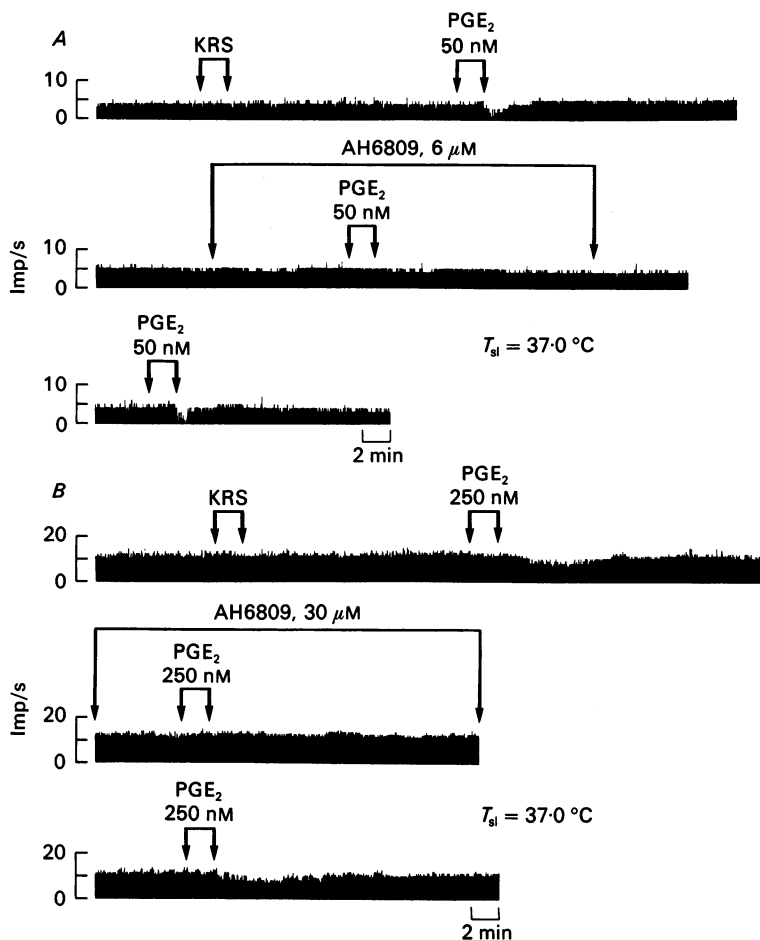 A
KRS
PGE₂
50 nM
10
0
AH6809, 6 μM
PGE₂
50 nM
10
0
Imp/s
PGE₂
50 nM
Tsl = 37·0 °C
10
0
2 min
B
KRS
PGE₂
250 nM
20
10
0
AH6809, 30 μM
PGE₂
250 nM
20
0
Imp/s
PGE₂
250 nM
Tsl = 37·0 °C
20
0
2 min